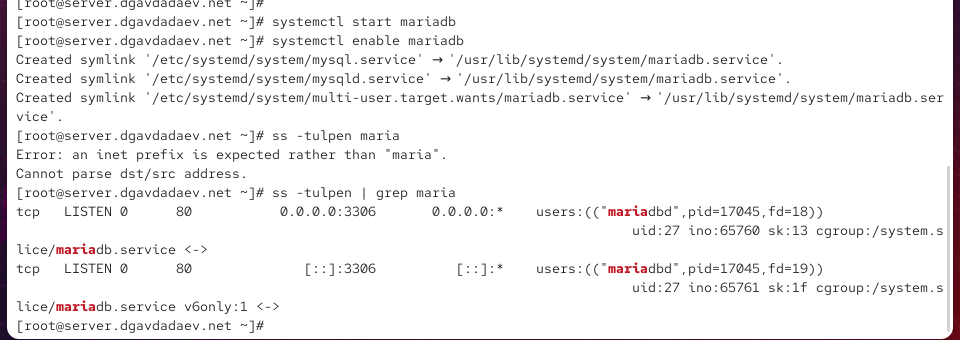 [root@server.dgavdadaev.net ~]#
[root@server.dgavdadaev.net ~]# systemctl start mariadb
[root@server.dgavdadaev.net ~]# systemctl enable mariadb
Created symlink '/etc/systemd/system/mysql.service' → '/usr/lib/systemd/system/mariadb.service'.
Created symlink '/etc/systemd/system/mysqld.service' → '/usr/lib/systemd/system/mariadb.service'.
Created symlink '/etc/systemd/system/multi-user.target.wants/mariadb.service' → '/usr/lib/systemd/system/mariadb.ser
vice'.
[root@server.dgavdadaev.net ~]# ss -tulpen maria
Error: an inet prefix is expected rather than "maria".
Cannot parse dst/src address.
[root@server.dgavdadaev.net ~]# ss -tulpen | grep maria
tcp   LISTEN 0      80           0.0.0.0:3306       0.0.0.0:*    users:(("mariadbd",pid=17045,fd=18))
uid:27 ino:65760 sk:13 cgroup:/system.s
lice/mariadb.service <->
tcp   LISTEN 0      80              [::]:3306          [::]:*    users:(("mariadbd",pid=17045,fd=19))
uid:27 ino:65761 sk:1f cgroup:/system.s
lice/mariadb.service v6only:1 <->
[root@server.dgavdadaev.net ~]#